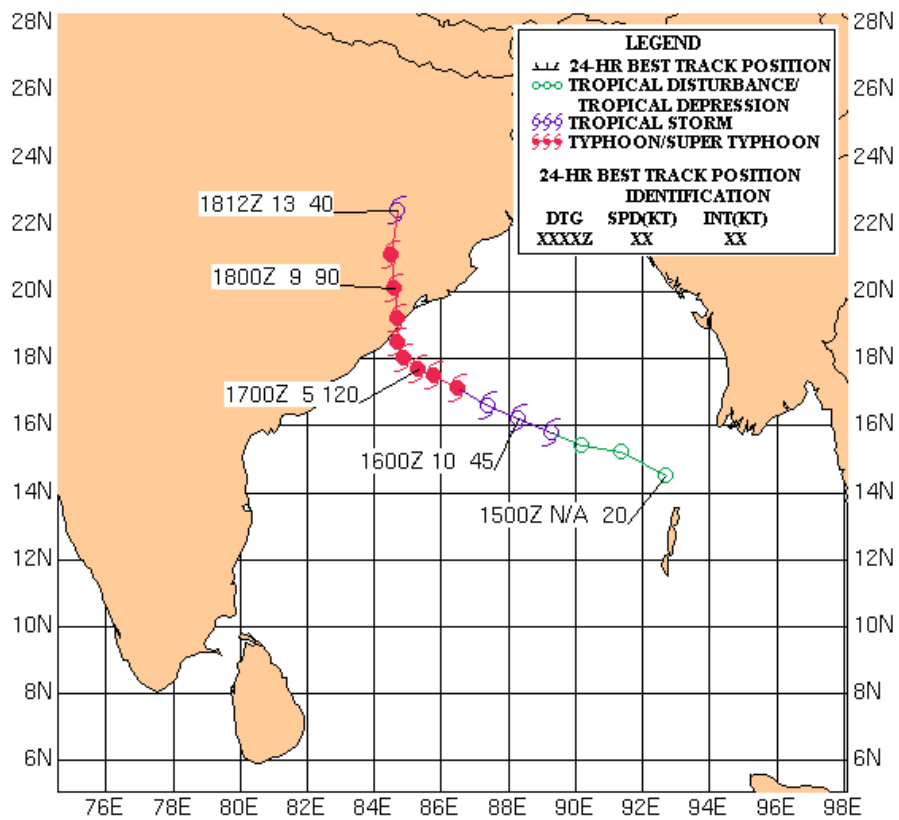 28N
28N
LEGEND
24-HR BEST TRACK POSITION
TROPICAL DISTURBANCE/
TROPICAL DEPRESSION
TROPICAL STORM
TYPHOON/SUPER TYPHOON
24-HR BEST TRACK POSITION
IDENTIFICATION
DTG SPD(KT) INT(KT)
XXXXZ XX XX
26N
26N
24N
24N
1812Z 13 40
22N
22N
1800Z 9 90
20N
20N
18N
18N
1700Z 5 120
16N
16N
1600Z 10 45
14N
14N
1500Z N/A 20
12N
12N
10N
10N
8N
8N
6N
6N
76E 78E 80E 82E 84E 86E 88E 90E 92E 94E 96E 98E